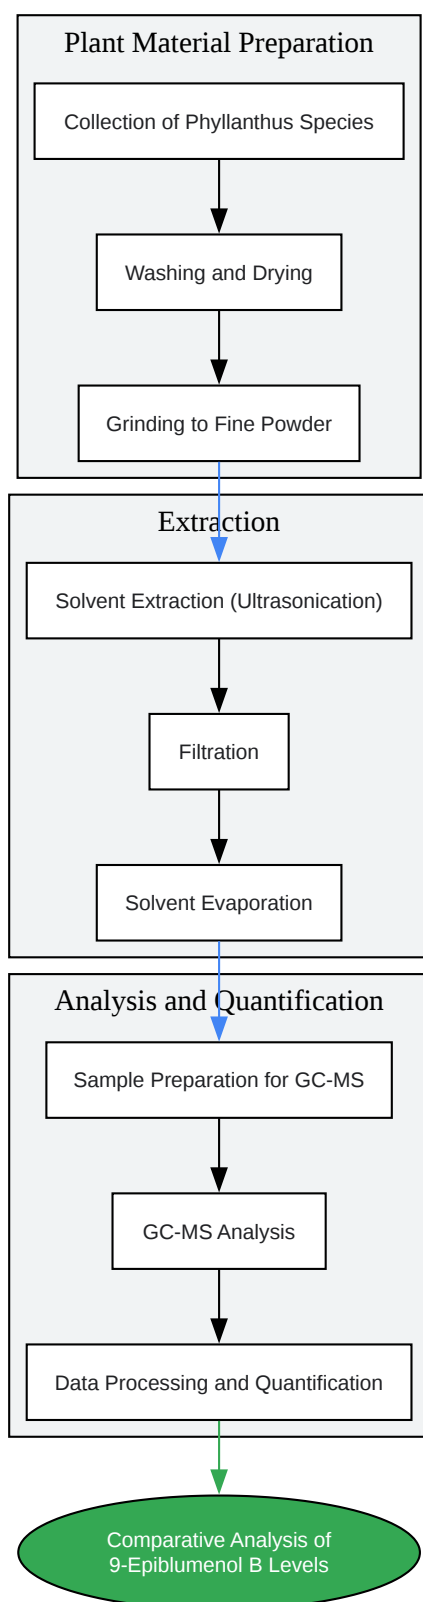 Plant Material Preparation
Collection of Phyllanthus Species
Washing and Drying
Grinding to Fine Powder
Extraction
Solvent Extraction (Ultrasonication)
Filtration
Solvent Evaporation
Analysis and Quantification
Sample Preparation for GC-MS
GC-MS Analysis
Data Processing and Quantification
Comparative Analysis of
9-Epiblumenol B Levels